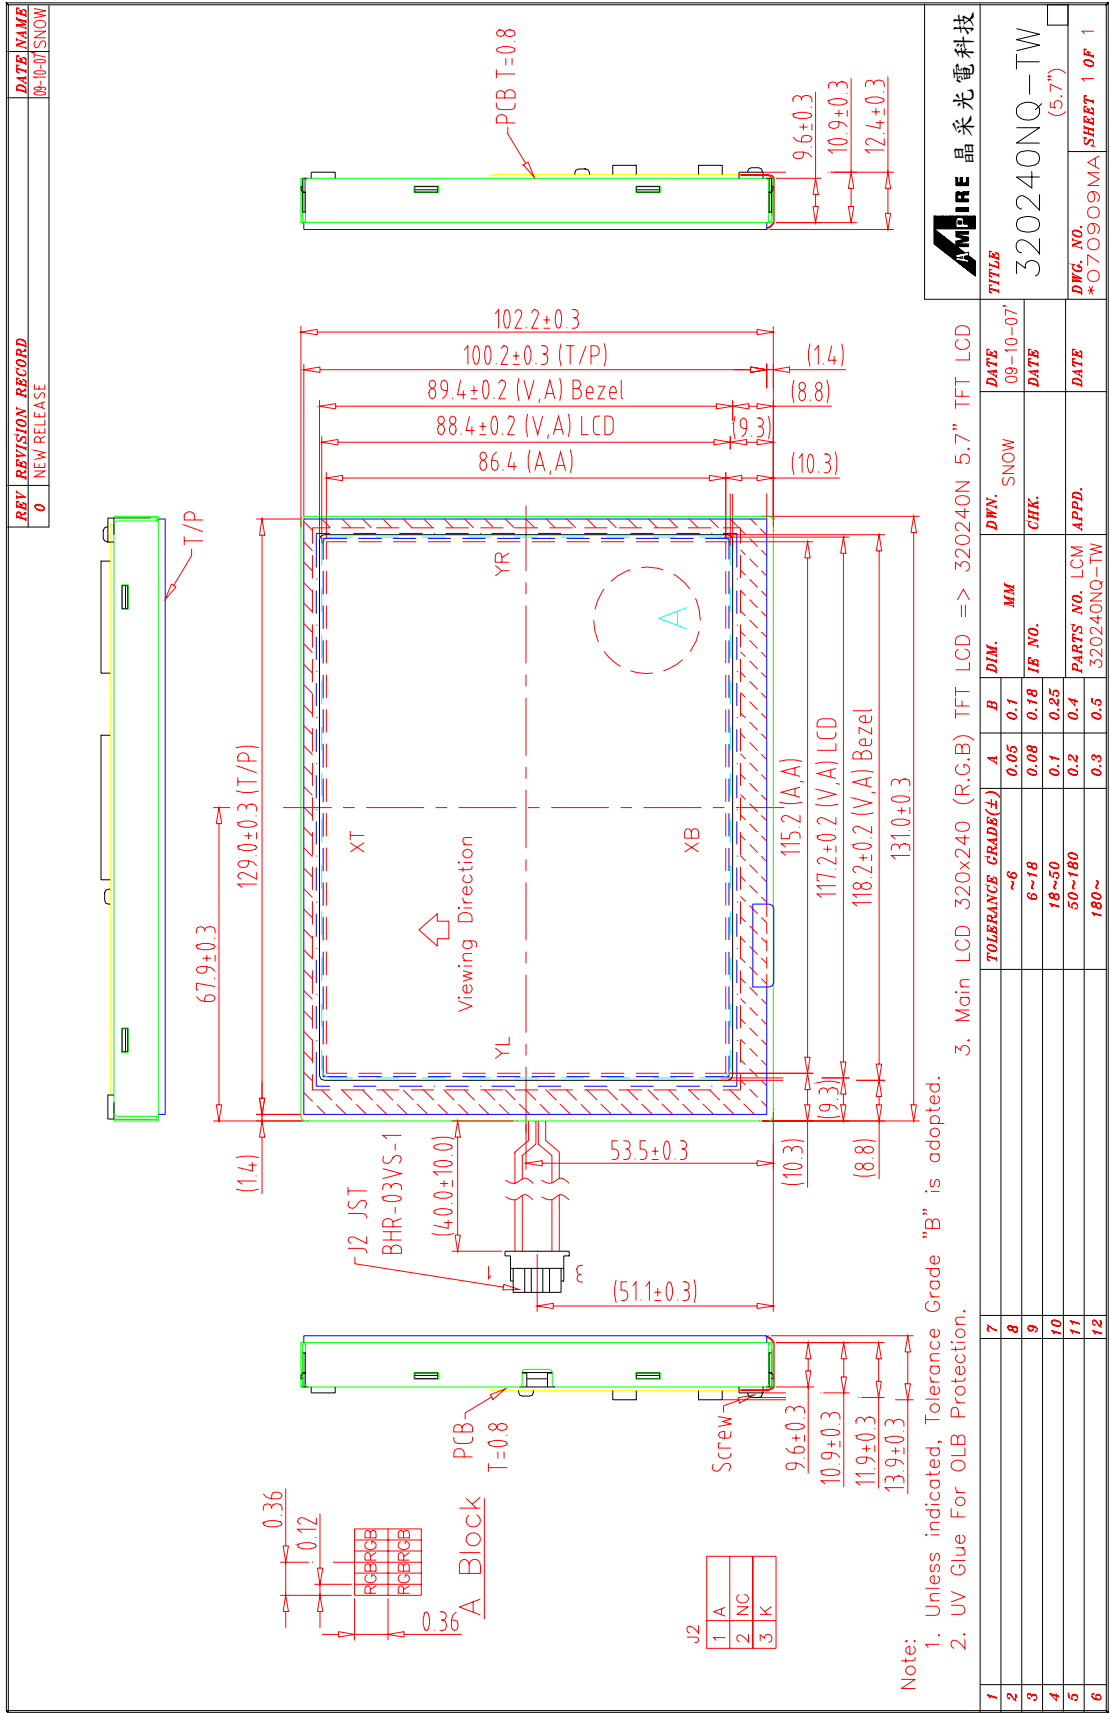 REV REVISION RECORD DATE NAME
0 NEW RELEASE 09-10-07' SNOW
T/P
67.9±0.3
129.0±0.3 (T/P)
(1.4)
PCB T=0.8
9.6±0.3
10.9±0.3
12.4±0.3
102.2±0.3
100.2±0.3 (T/P)
(1.4)
89.4±0.2 (V,A) Bezel
(8.8)
88.4±0.2 (V,A) LCD
(9.3)
86.4 (A,A)
(10.3)
YR
XT
XB
YL
A
Viewing Direction
115.2 (A,A)
(10.3)
117.2±0.2 (V,A) LCD
(9.3)
118.2±0.2 (V,A) Bezel
(8.8)
131.0±0.3
J2 JST
BHR-03VS-1
(40.0±10.0)
53.5±0.3
1
3
(51.1±0.3)
PCB
T=0.8
Screw
9.6±0.3
10.9±0.3
11.9±0.3
13.9±0.3
0.36
0.12
RGBRGB
RGBRGB
0.36
A Block
J2
1 A
2 NC
3 K
Note:
1. Unless indicated, Tolerance Grade "B" is adopted.
2. UV Glue For OLB Protection.
3. Main LCD 320x240 (R.G.B) TFT LCD => 320240N 5.7" TFT LCD
AMPIRE 晶采光電科技
1 7
2 8
3 9
4 10
5 11
6 12
TOLERANCE GRADE(±) A B
~6 0.05 0.1
6~18 0.08 0.18
18~50 0.1 0.25
50~180 0.2 0.4
180~ 0.3 0.5
DIM. MM
IE NO.
PARTS NO. LCM
320240NQ-TW
DWN. SNOW
CHK.
APPD.
DATE
09-10-07'
DATE
DATE
TITLE
320240NQ-TW
(5.7")
DWG. NO.
*070909MA
SHEET 1 OF 1